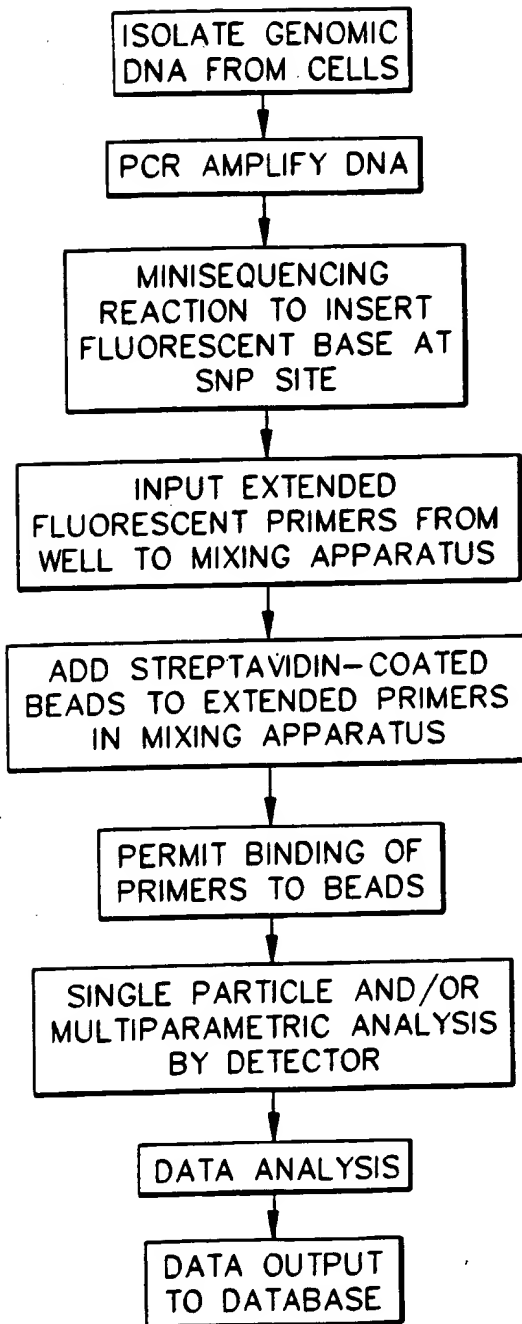 ISOLATE GENOMIC
DNA FROM CELLS
PCR AMPLIFY DNA
MINISEQUENCING
REACTION TO INSERT
FLUORESCENT BASE AT
SNP SITE
INPUT EXTENDED
FLUORESCENT PRIMERS FROM
WELL TO MIXING APPARATUS
ADD STREPTAVIDIN-COATED
BEADS TO EXTENDED PRIMERS
IN MIXING APPARATUS
PERMIT BINDING OF
PRIMERS TO BEADS
SINGLE PARTICLE AND/OR
MULTIPARAMETRIC ANALYSIS
BY DETECTOR
DATA ANALYSIS
DATA OUTPUT
TO DATABASE